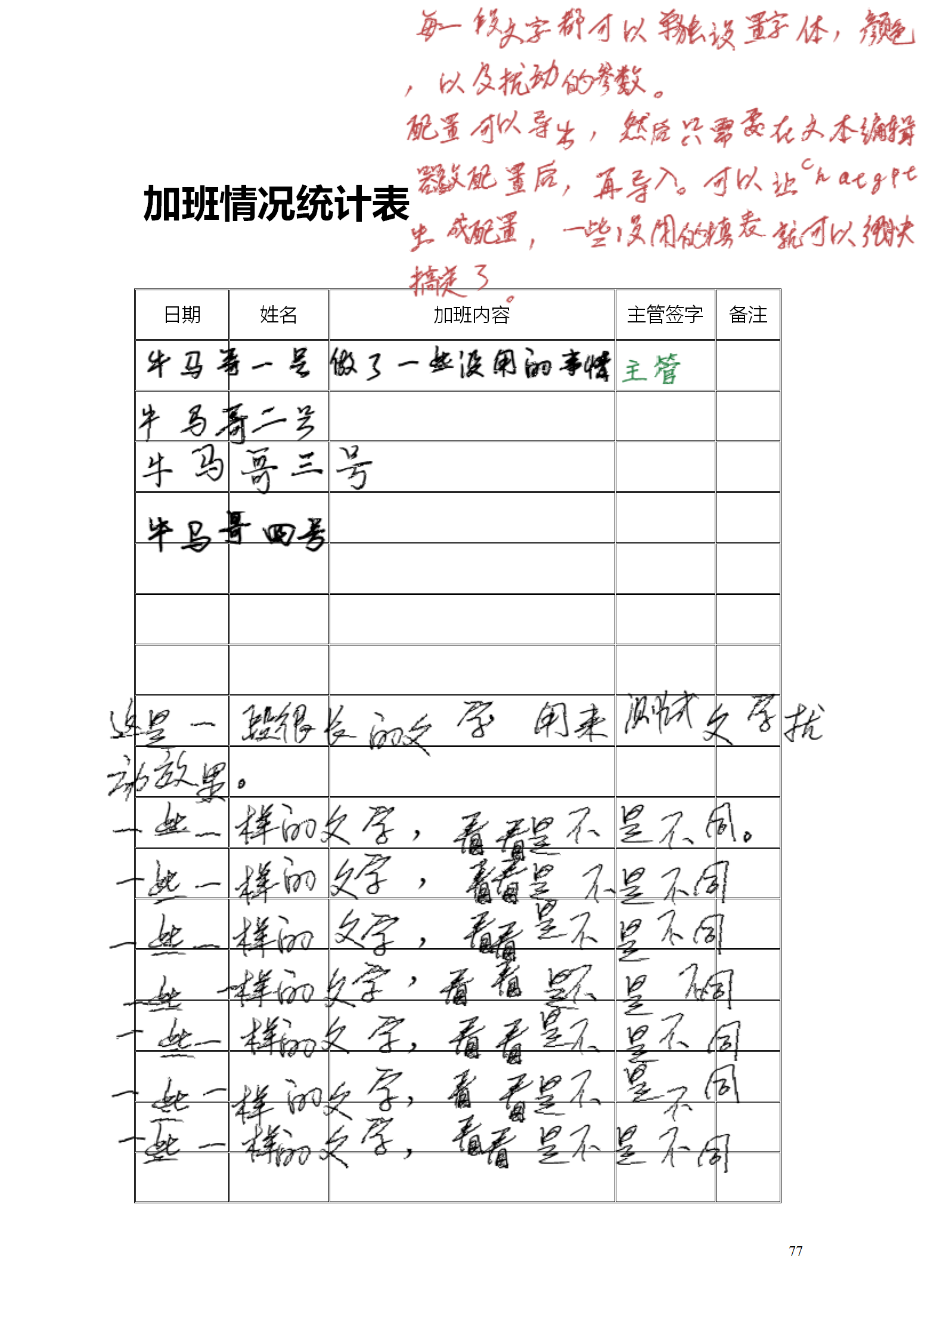 每一段文字都可以单独设置字体，颜色
，以及扰动的参数。
配置可以导出，然后只需要在文本编辑
器改配置后，再导入。可以让Chatgpt
生成配置，一些没用的填表就可以很快
搞定了。
加班情况统计表
日期 姓名 加班内容 主管签字 备注
牛马哥一号 做了一些没用的事情 主管
牛马哥二号
牛马哥三号
牛马哥四号
这是一段很长的文字用来测试文字扰
动效果。
一些一样的文字，看看是不是不同。
一些一样的文字，看看是不是不同
一些一样的文字，看看是不是不同
一些一样的文字，看看是不是不同
一些一样的文字，看看是不是不同
一些一样的文字，看看是不是不同
一些一样的文字，看看是不是不同
77